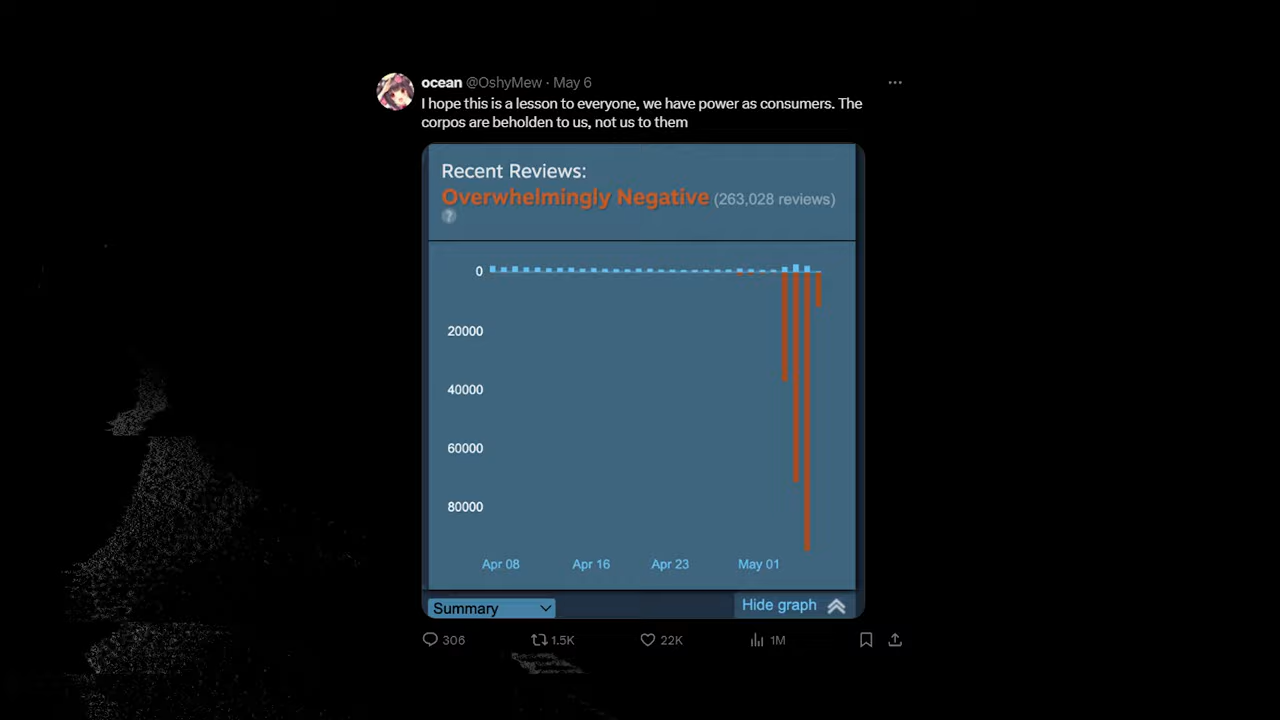 ocean @OshyMew · May 6
I hope this is a lesson to everyone, we have power as consumers. The
corpos are beholden to us, not us to them
Recent Reviews:
Overwhelmingly Negative (263,028 reviews)
?
0
20000
40000
60000
80000
Apr 08 Apr 16 Apr 23 May 01
Summary Hide graph
306 1.5K 22K 1M